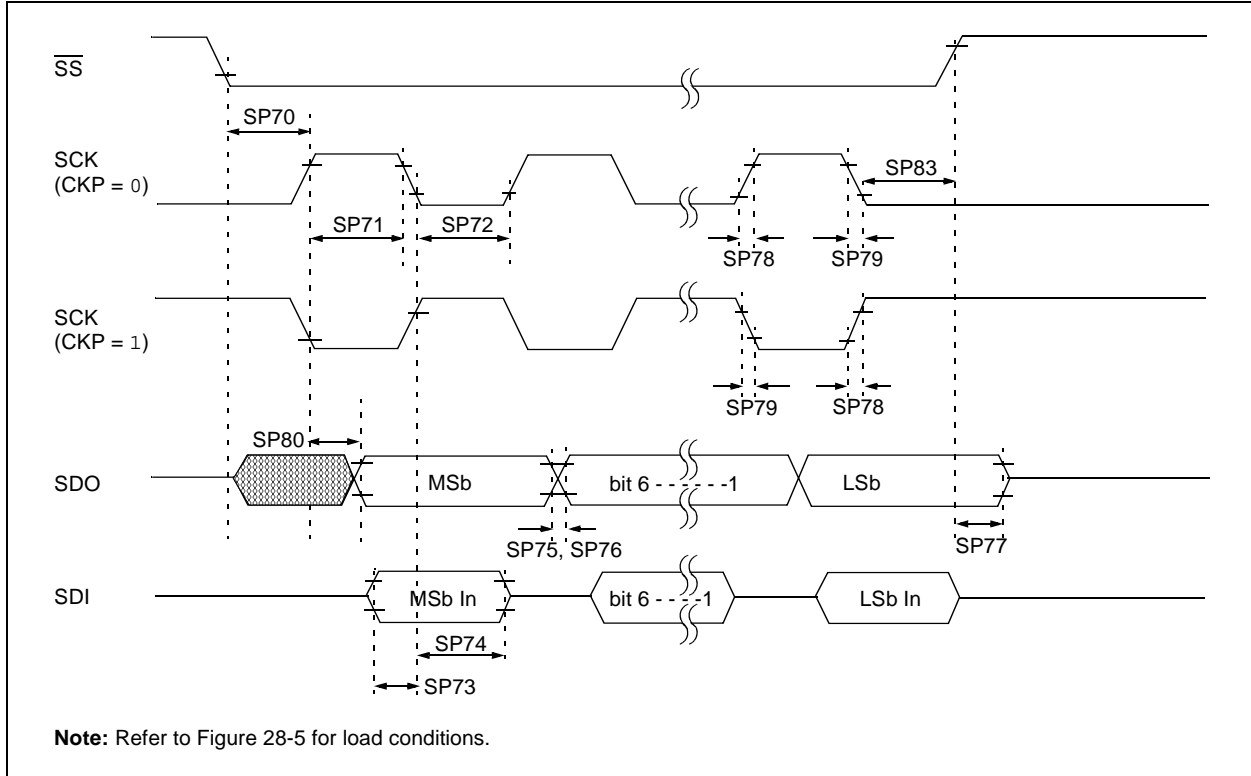 SS
SP70
SCK
(CKP = 0)
SP83
SP71
SP72
SP78
SP79
SCK
(CKP = 1)
SP79
SP78
SP80
SDO
MSb
bit 6 - - - - - -1
LSb
SP75, SP76
SP77
SDI
MSb In
bit 6 - - - -1
LSb In
SP74
SP73
Note: Refer to Figure 28-5 for load conditions.